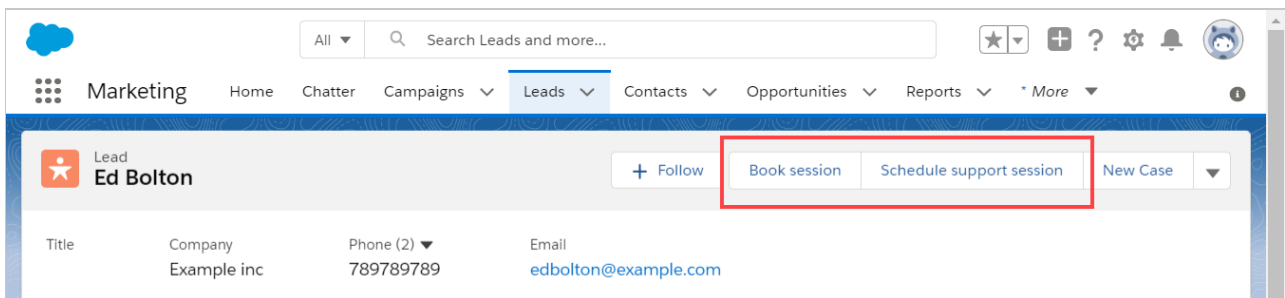 All Search Leads and more...
Marketing Home Chatter Campaigns Leads Contacts Opportunities Reports * More
Lead
Ed Bolton
+ Follow Book session Schedule support session New Case
Title Company Phone (2) Email
Example inc 789789789 edbolton@example.com